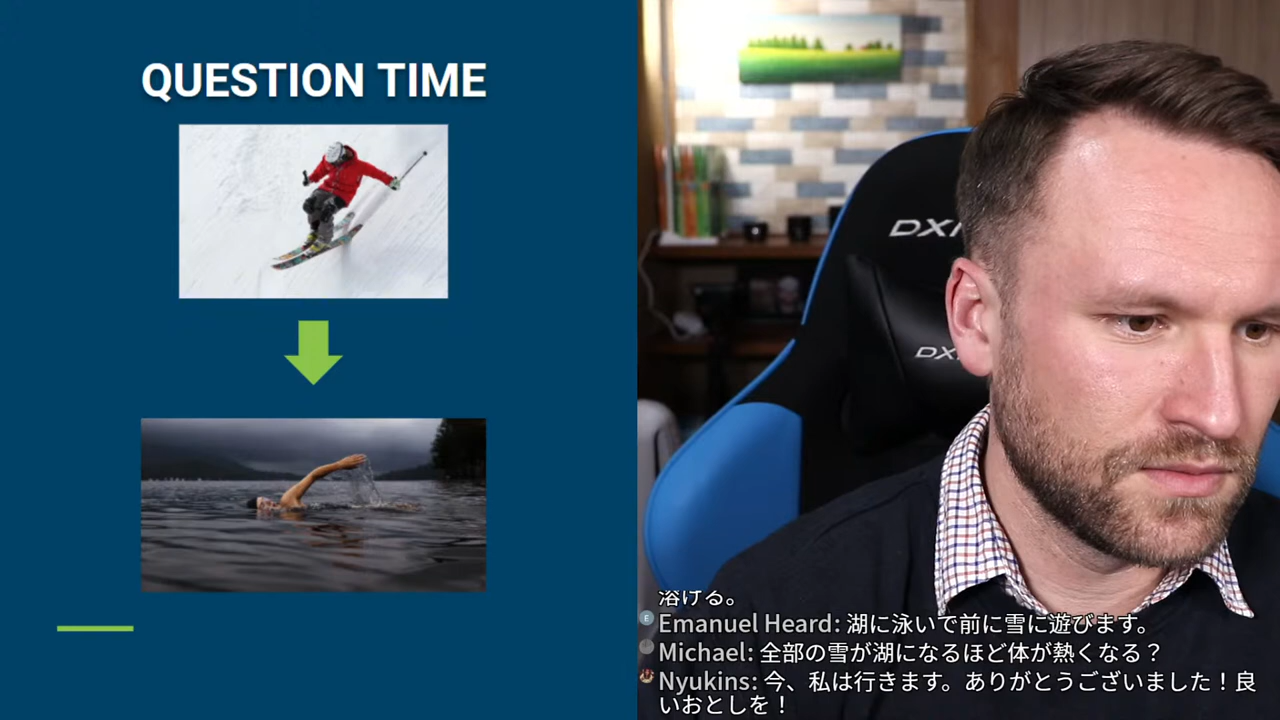 QUESTION TIME
DX
DX
溶ける。
Emanuel Heard: 湖に泳いで前に雪に遊びます。
Michael: 全部の雪が湖になるほど体が熱くなる？
Nyukins: 今、私は行きます。ありがとうございました！良
いおとしを！